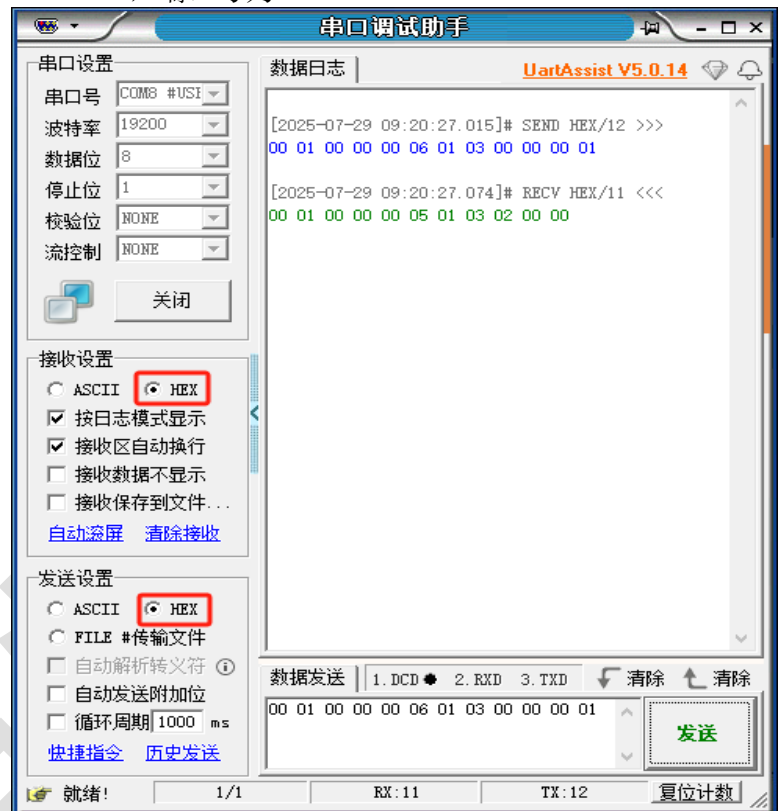 串口调试助手
串口设置
串口号 COM8 #USI
波特率 19200
数据位 8
停止位 1
校验位 NONE
流控制 NONE
关闭
接收设置
ASCII HEX
按日志模式显示
接收区自动换行
接收数据不显示
接收保存到文件...
自动滚屏 清除接收
发送设置
ASCII HEX
FILE #传输文件
自动解析转义符
自动发送附加位
循环周期 1000 ms
快捷指令 历史发送
数据日志 UartAssist V5.0.14
[2025-07-29 09:20:27.015]# SEND HEX/12 >>>
00 01 00 00 00 06 01 03 00 00 00 01
[2025-07-29 09:20:27.074]# RECV HEX/11 <<<
00 01 00 00 00 05 01 03 02 00 00
数据发送 1.DCD 2.RXD 3.TXD 清除 清除
00 01 00 00 00 06 01 03 00 00 00 01
发送
就绪! 1/1 RX:11 TX:12 复位计数